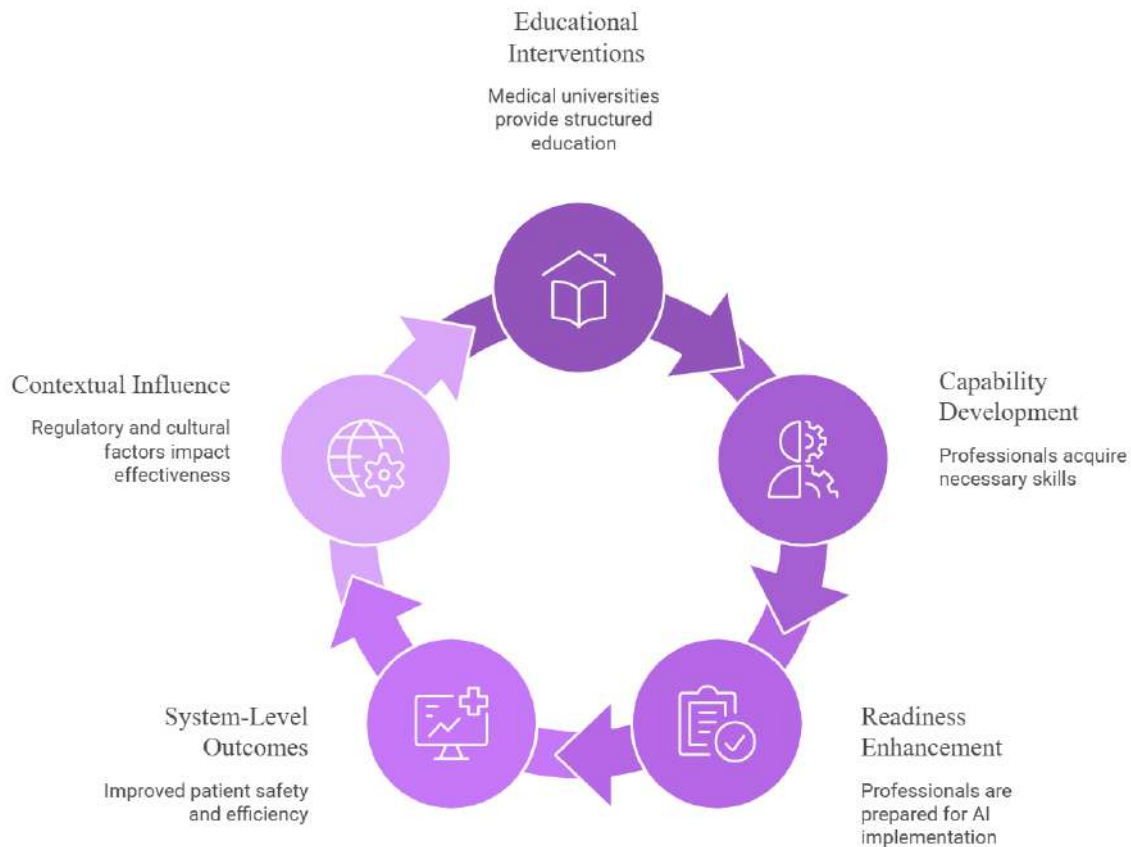 Educational
Interventions
Medical universities
provide structured
education
Capability
Development
Professionals acquire
necessary skills
Readiness
Enhancement
Professionals are
prepared for AI
implementation
System-Level
Outcomes
Improved patient safety
and efficiency
Contextual Influence
Regulatory and cultural
factors impact
effectiveness